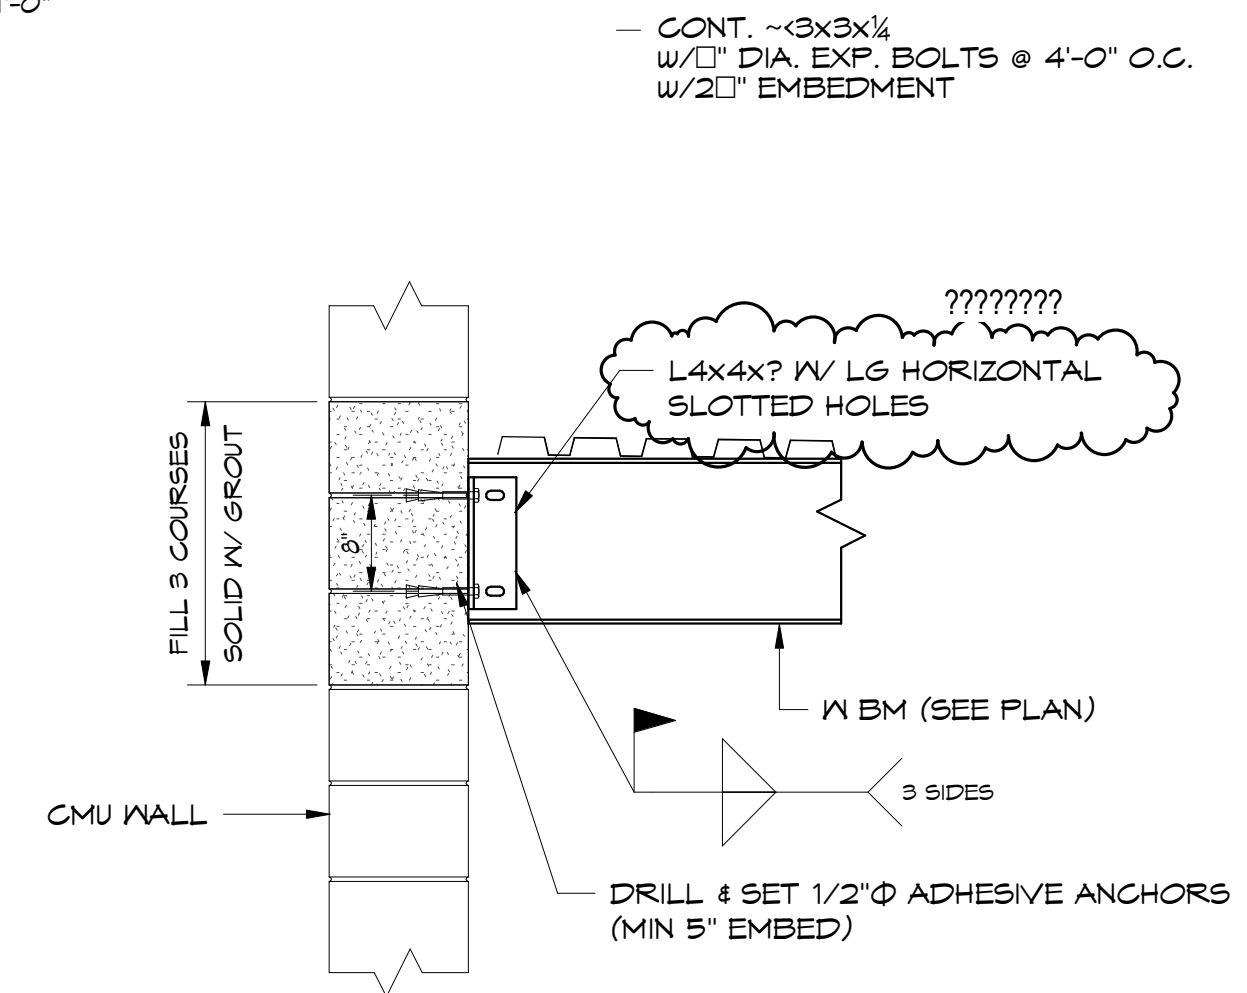 CONT. ~<3x3x¼
w/□" DIA. EXP. BOLTS @ 4'-0" O.C.
w/2□" EMBEDMENT
????????
L4x4x? W/ LG HORIZONTAL
SLOTTED HOLES
FILL 3 COURSES
SOLID W/ GROUT
8"
W BM (SEE PLAN)
3 SIDES
CMU WALL
DRILL & SET 1/2"Φ ADHESIVE ANCHORS
(MIN 5" EMBED)